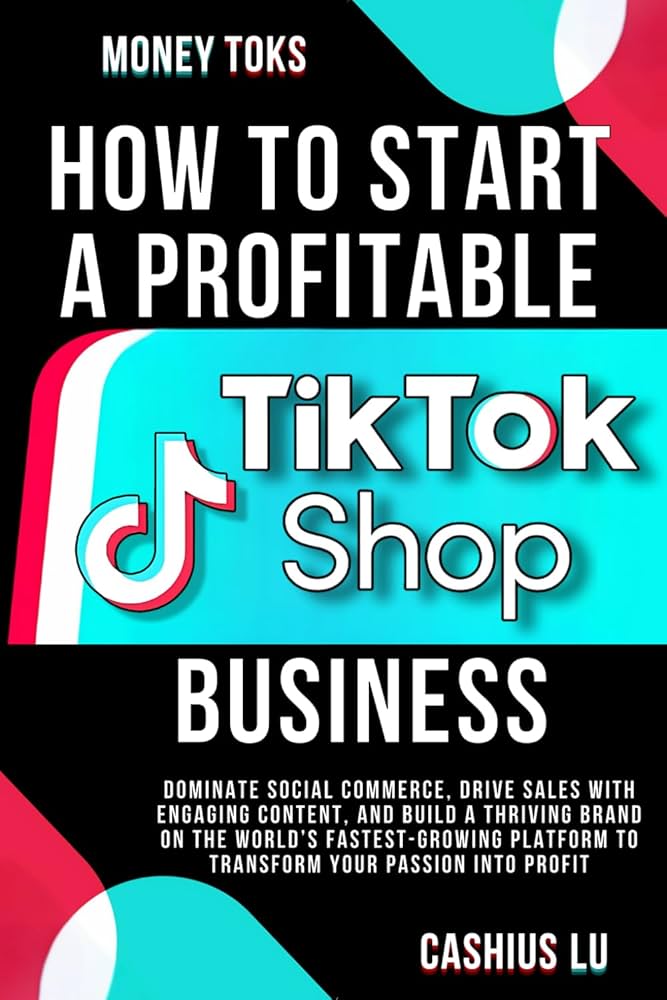 MONEY TOKS
HOW TO START
A PROFITABLE
TikTok
Shop
BUSINESS
DOMINATE SOCIAL COMMERCE, DRIVE SALES WITH
ENGAGING CONTENT, AND BUILD A THRIVING BRAND
ON THE WORLD'S FASTEST-GROWING PLATFORM TO
TRANSFORM YOUR PASSION INTO PROFIT
CASHIUS LU